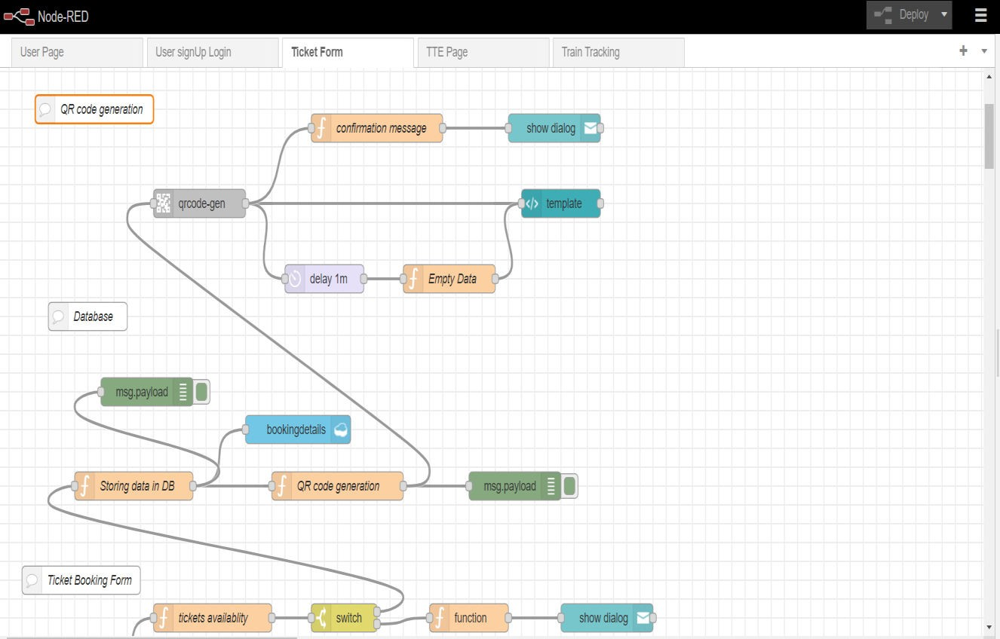 Node-RED
Deploy
User Page
User signUp Login
Ticket Form
TTE Page
Train Tracking
QR code generation
confirmation message
show dialog
qrcode-gen
template
delay 1m
Empty Data
Database
msg.payload
bookingdetails
Storing data in DB
QR code generation
msg.payload
Ticket Booking Form
tickets availablity
switch
function
show dialog